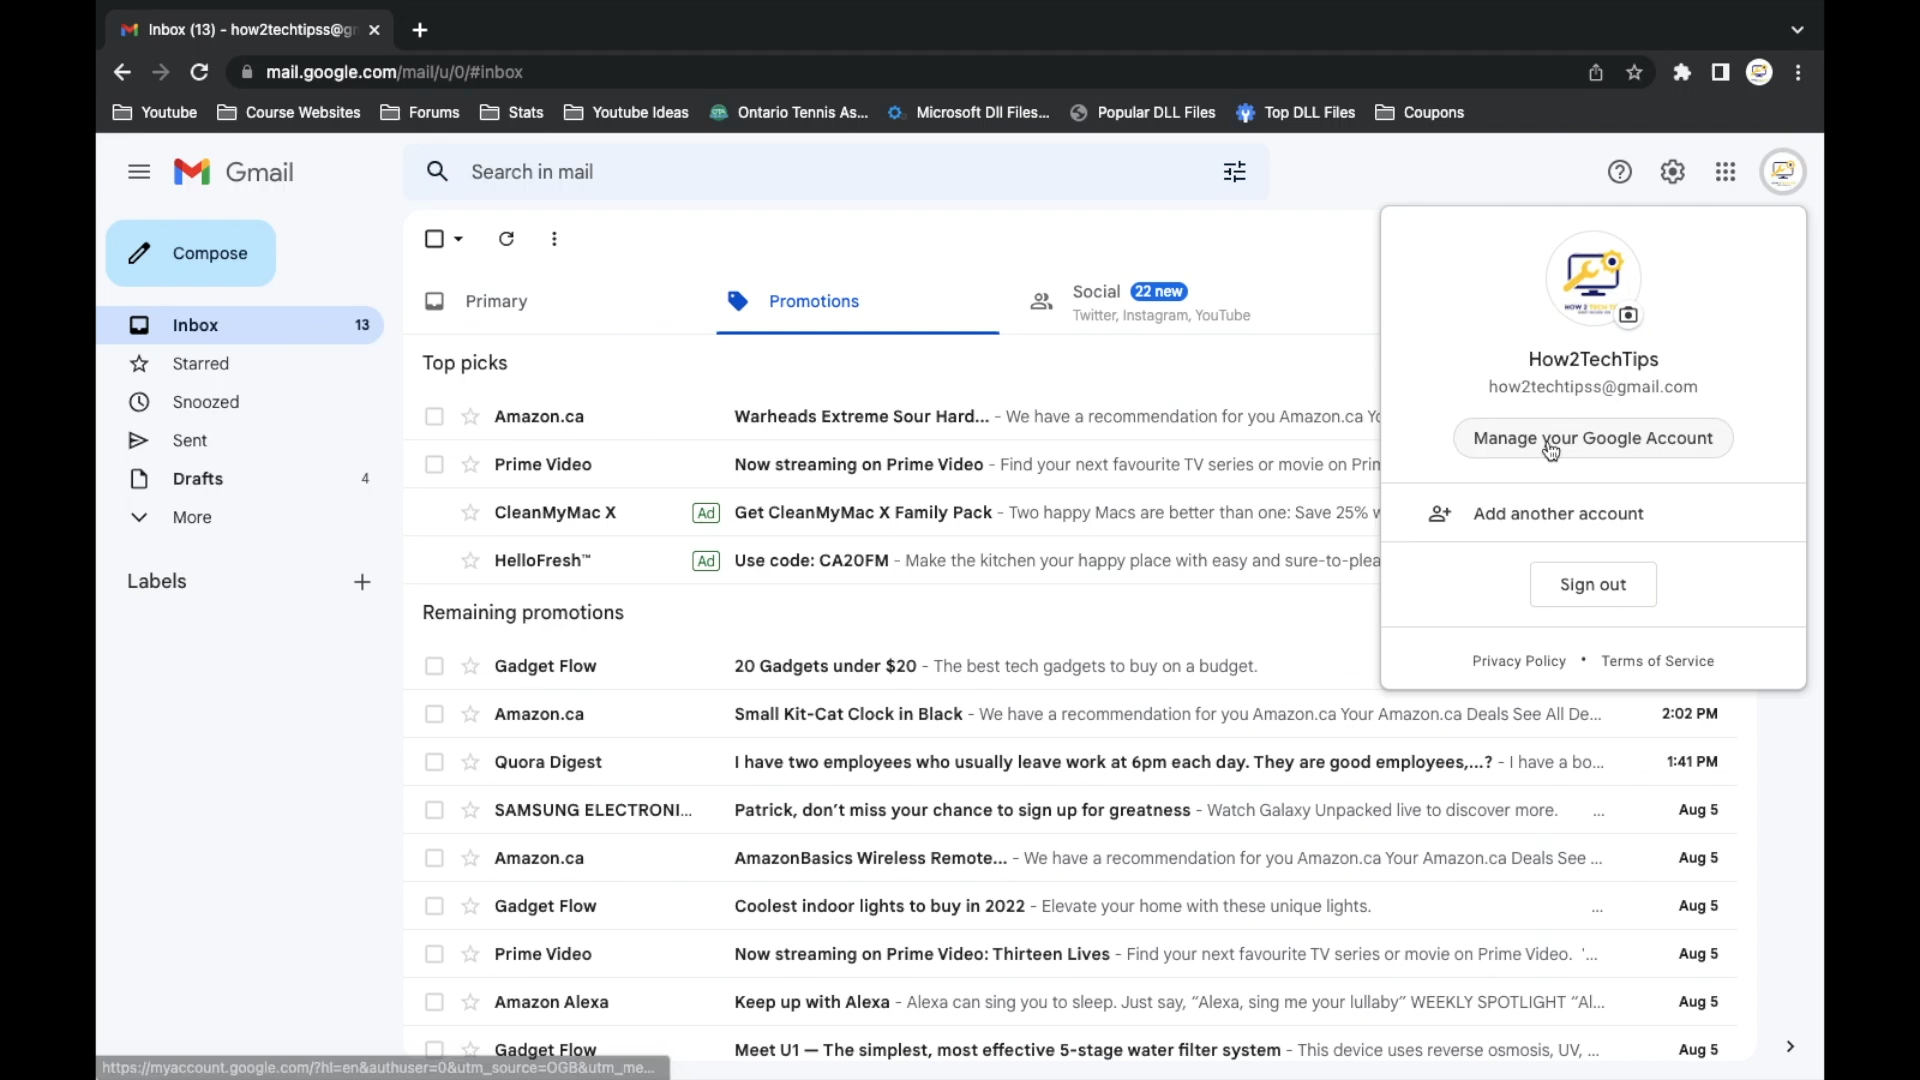 Inbox (13) - how2techtipss@g
mail.google.com/mail/u/0/#inbox
Youtube Course Websites Forums Stats Youtube Ideas Ontario Tennis As... Microsoft Dll Files... Popular DLL Files Top DLL Files Coupons
Gmail
Search in mail
Compose
Inbox 13
Starred
Snoozed
Sent
Drafts 4
More
Labels
Primary
Promotions
Social 22 new
Twitter, Instagram, YouTube
Top picks
Amazon.ca Warheads Extreme Sour Hard... - We have a recommendation for you Amazon.ca Yo
Prime Video Now streaming on Prime Video - Find your next favourite TV series or movie on Prin
CleanMyMac X Ad Get CleanMyMac X Family Pack - Two happy Macs are better than one: Save 25% w
HelloFresh™ Ad Use code: CA20FM - Make the kitchen your happy place with easy and sure-to-plea
Remaining promotions
Gadget Flow 20 Gadgets under $20 - The best tech gadgets to buy on a budget.
Amazon.ca Small Kit-Cat Clock in Black - We have a recommendation for you Amazon.ca Your Amazon.ca Deals See All De... 2:02 PM
Quora Digest I have two employees who usually leave work at 6pm each day. They are good employees,...? - I have a bo... 1:41 PM
SAMSUNG ELECTRONI... Patrick, don’t miss your chance to sign up for greatness - Watch Galaxy Unpacked live to discover more. ... Aug 5
Amazon.ca AmazonBasics Wireless Remote... - We have a recommendation for you Amazon.ca Your Amazon.ca Deals See ... Aug 5
Gadget Flow Coolest indoor lights to buy in 2022 - Elevate your home with these unique lights. ... Aug 5
Prime Video Now streaming on Prime Video: Thirteen Lives - Find your next favourite TV series or movie on Prime Video. '... Aug 5
Amazon Alexa Keep up with Alexa - Alexa can sing you to sleep. Just say, “Alexa, sing me your lullaby” WEEKLY SPOTLIGHT “Al... Aug 5
Gadget Flow Meet U1 — The simplest, most effective 5-stage water filter system - This device uses reverse osmosis, UV, ... Aug 5
HOW 2 TECH
How2TechTips
how2techtipss@gmail.com
Manage your Google Account
Add another account
Sign out
Privacy Policy • Terms of Service
https://myaccount.google.com/?hl=en&authuser=0&utm_source=OGB&utm_me...